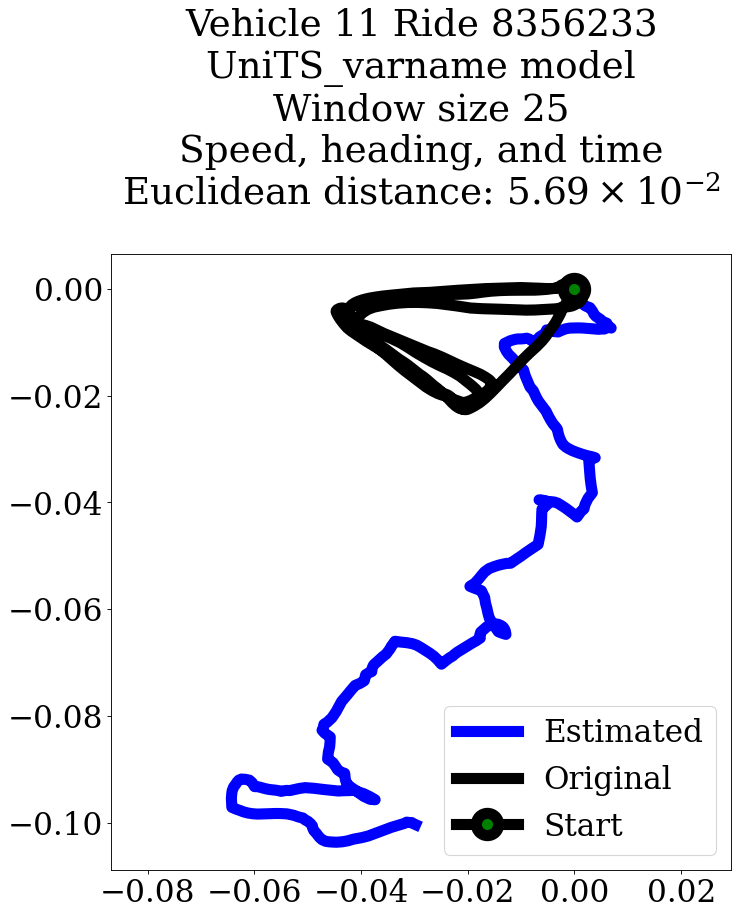 Vehicle 11 Ride 8356233
UniTS_varname model
Window size 25
Speed, heading, and time
Euclidean distance: 5.69 × 10⁻²
0.00
−0.02
−0.04
−0.06
−0.08
−0.10
Estimated
Original
Start
−0.08 −0.06 −0.04 −0.02 0.00 0.02